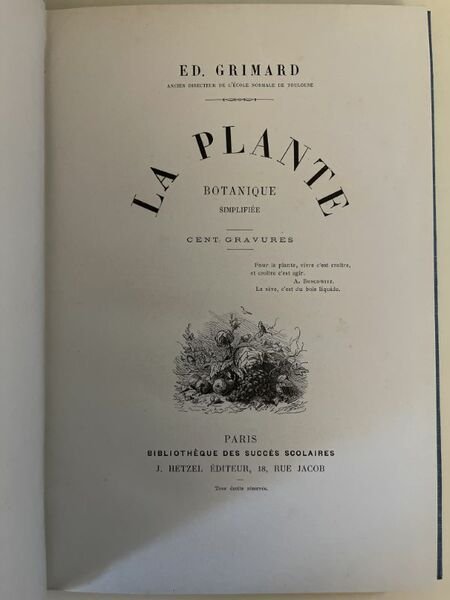 ED. GRIMARD
ANCIEN DIRECTEUR DE L'ÉCOLE NORMALE DE TOULOUSE
LA PLANTE
BOTANIQUE
SIMPLIFIÉE
CENT GRAVURES
Pour la plante, vivre c'est croître,
et croître c'est agir.
A. BOSCOWITZ.
La sève, c'est du bois liquide.
PARIS
BIBLIOTHÈQUE DES SUCCÈS SCOLAIRES
J. HETZEL ÉDITEUR, 18, RUE JACOB
Tous droits réservés.